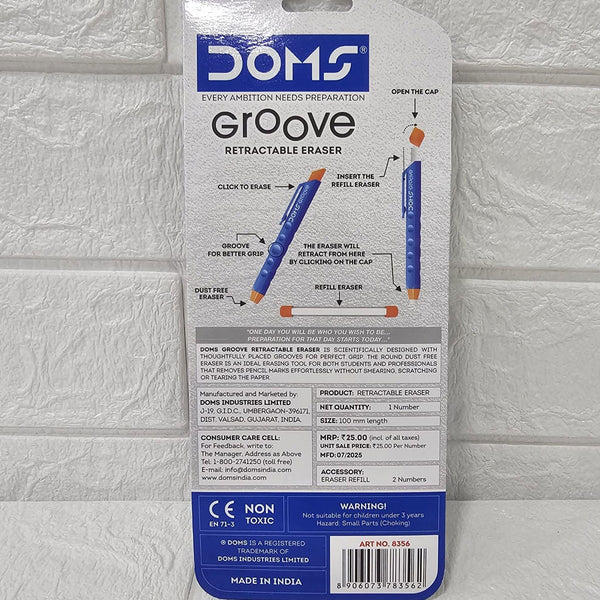 DOMS®
EVERY AMBITION NEEDS PREPARATION
Groove
RETRACTABLE ERASER
OPEN THE CAP
CLICK TO ERASE
INSERT THE
REFILL ERASER
GROOVE
FOR BETTER GRIP
THE ERASER WILL
RETRACT FROM HERE
BY CLICKING ON THE CAP
DUST FREE
ERASER
REFILL ERASER
"ONE DAY YOU WILL BE WHO YOU WISH TO BE...
PREPARATION FOR THAT DAY STARTS TODAY..."
DOMS GROOVE RETRACTABLE ERASER IS SCIENTIFICALLY DESIGNED WITH
THOUGHTFULLY PLACED GROOVES FOR PERFECT GRIP. THE ROUND DUST FREE
ERASER IS AN IDEAL ERASING TOOL FOR BOTH STUDENTS AND PROFESSIONALS
THAT REMOVES PENCIL MARKS EFFORTLESSLY WITHOUT SMEARING, SCRATCHING
OR TEARING THE PAPER.
Manufactured and Marketed by:
DOMS INDUSTRIES LIMITED
J-19, G.I.D.C., UMBERGAON-396171,
DIST. VALSAD, GUJARAT, INDIA.
CONSUMER CARE CELL:
For Feedback, write to:
The Manager, Address as Above
Tel: 1-800-2741250 (toll free)
E-mail: info@domsindia.com
www.domsindia.com
PRODUCT: RETRACTABLE ERASER
NET QUANTITY: 1 Number
SIZE: 100 mm length
MRP: ₹25.00 (incl. of all taxes)
UNIT SALE PRICE: ₹25.00 Per Number
MFD: 07/2025
ACCESSORY:
ERASER REFILL 2 Numbers
CE NON
EN 71-3 TOXIC
WARNING!
Not suitable for children under 3 years
Hazard: Small Parts (Choking)
® DOMS IS A REGISTERED
TRADEMARK OF
DOMS INDUSTRIES LIMITED
MADE IN INDIA
ART NO. 8356
8 906073 783562